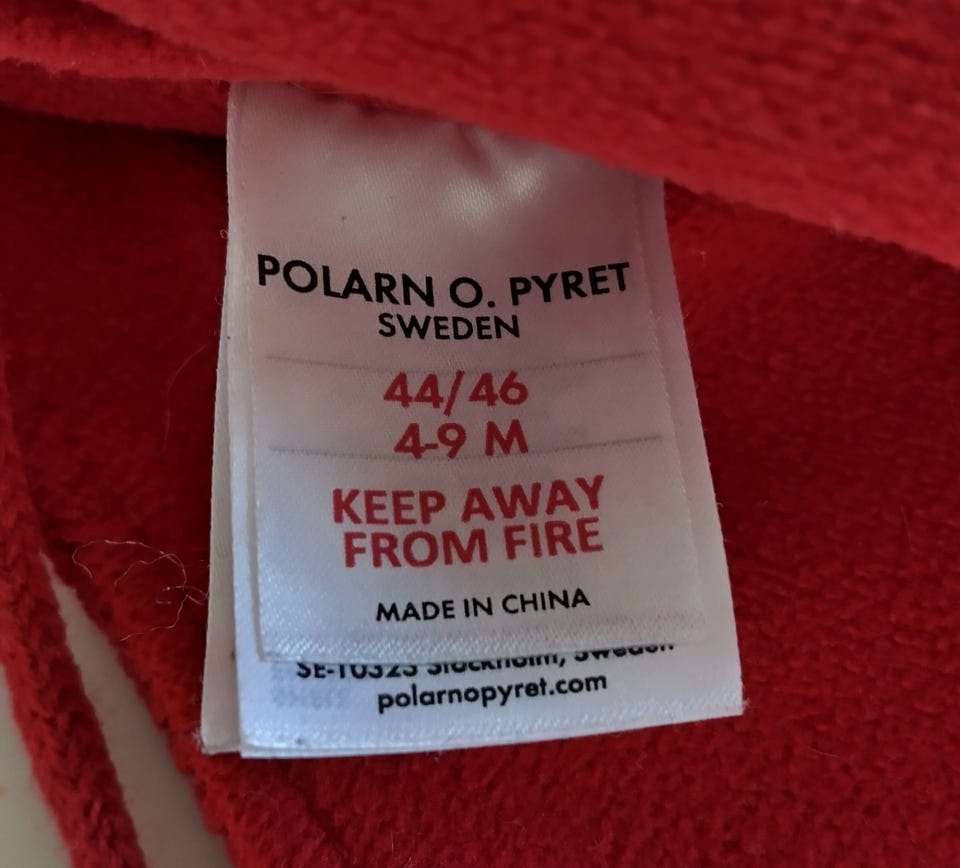 POLARN O. PYRET
SWEDEN
44/46
4-9 M
KEEP AWAY
FROM FIRE
MADE IN CHINA
SE-10323 Stockholm, Sweden.
polarnopyret.com